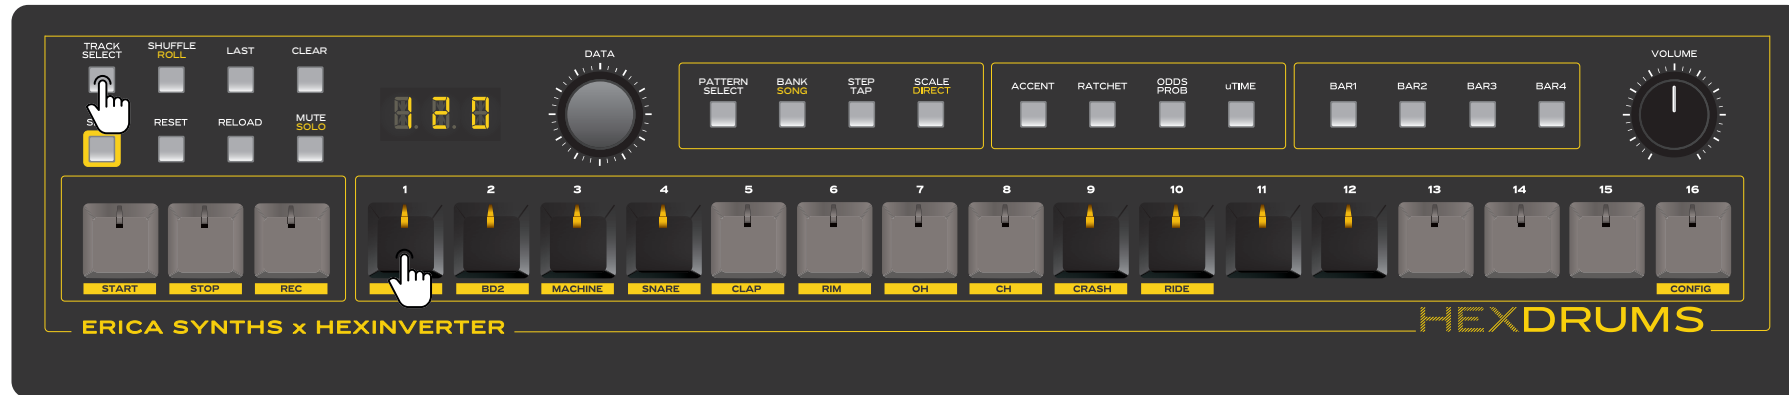 TRACK
SELECT
SHUFFLE
ROLL
LAST
CLEAR
RESET
RELOAD
MUTE
SOLO
120
DATA
PATTERN
SELECT
BANK
SONG
STEP
TAP
SCALE
DIRECT
ACCENT
RATCHET
ODDS
PROB
uTIME
BAR1
BAR2
BAR3
BAR4
VOLUME
1 2 3 4 5 6 7 8 9 10 11 12 13 14 15 16
START STOP REC
BD2 MACHINE SNARE CLAP RIM OH CH CRASH RIDE CONFIG
ERICA SYNTHS x HEXINVERTER
HEXDRUMS